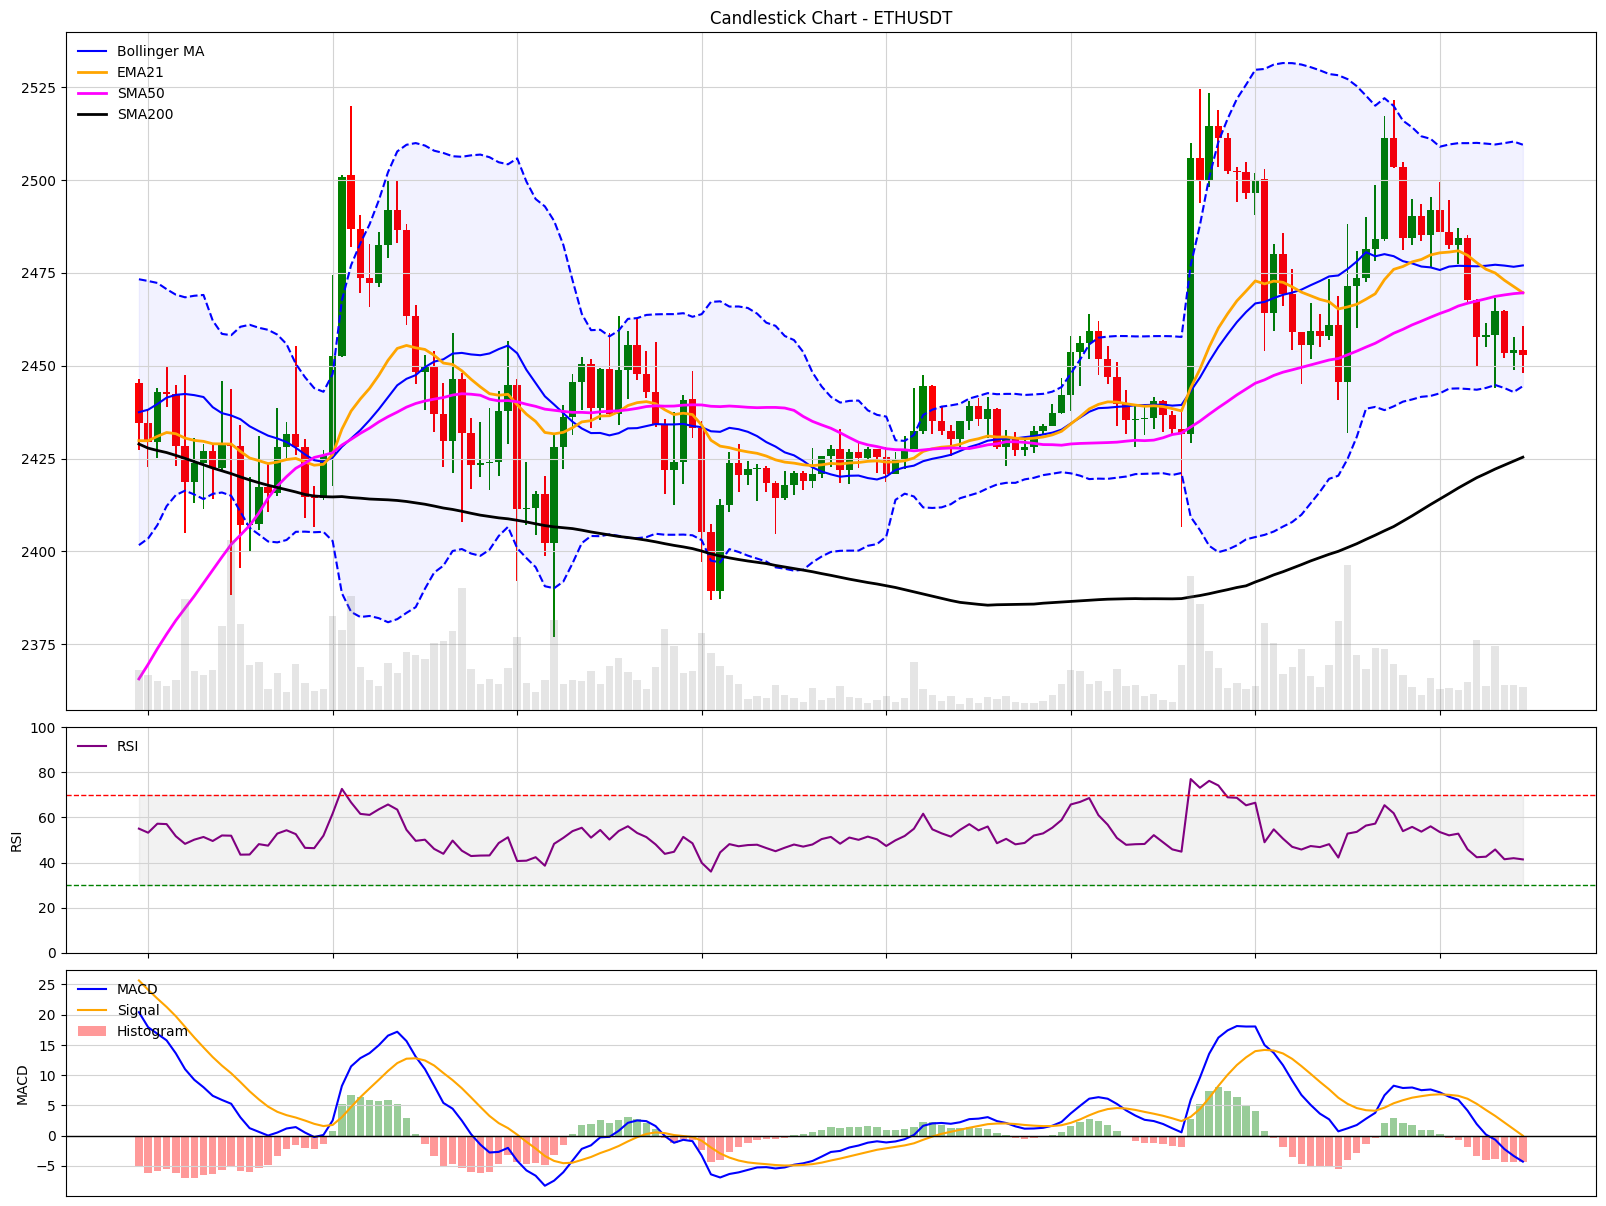 Candlestick Chart - ETHUSDT
Bollinger MA
EMA21
SMA50
SMA200
2525
2500
2475
2450
2425
2400
2375
RSI
100
80
60
40
20
0
RSI
MACD
Signal
Histogram
25
20
15
10
5
0
−5
MACD